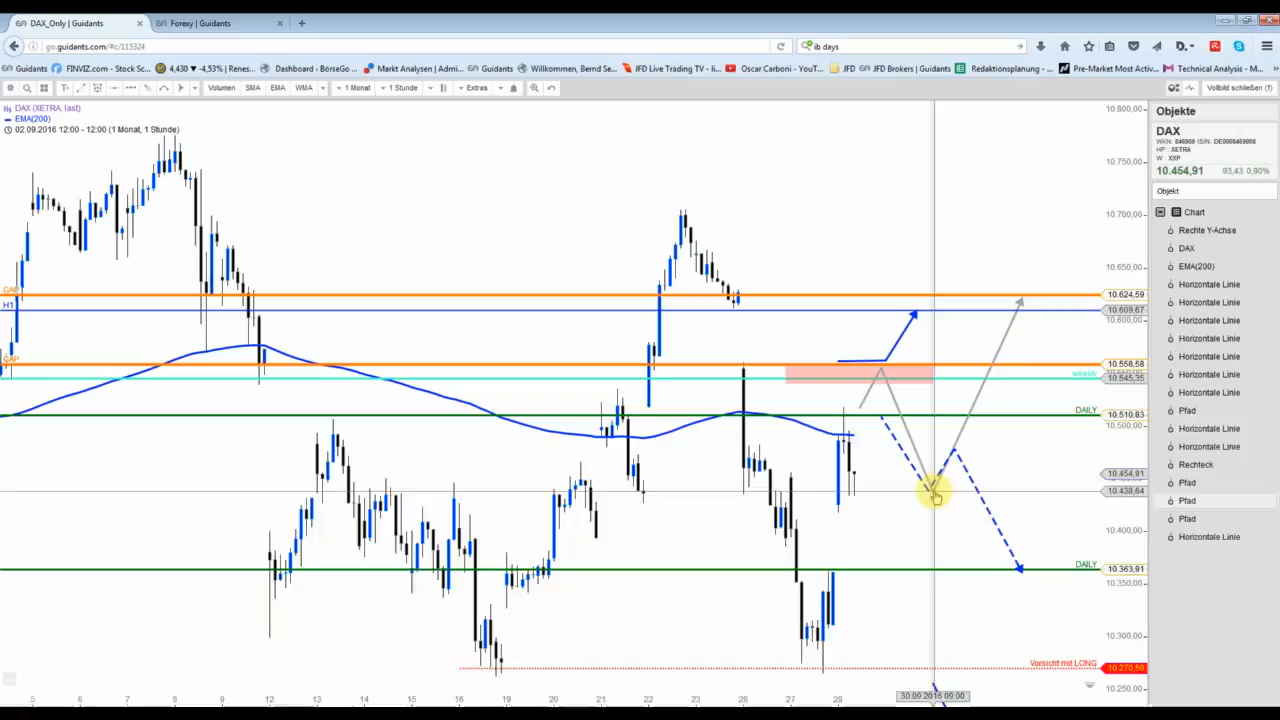 DAX_Only | Guidants
Forexy | Guidants
go.guidants.com/#c/115324
ib days
Guidants
FINVIZ.com - Stock Sc...
4,430 -4,53% | Renes...
Dashboard ‹ BörseGo ...
Markt Analysen | Admi...
Guidants
Willkommen, Bernd Se...
JFD Live Trading TV - li...
Oscar Carboni - YouT...
JFD
JFD Brokers | Guidants
Redaktionsplanung - ...
Pre-Market Most Activ...
Technical Analysis - M...
Volumen SMA EMA WMA 1 Monat 1 Stunde Extras Vollbild schließen (f)
DAX (XETRA, last)
EMA(200)
02.09.2016 12:00 - 12:00 (1 Monat, 1 Stunde)
10.800,00
10.750,00
10.700,00
10.650,00
GAP
10.624,59
H1
10.609,67
10.600,00
GAP
10.558,58
weekly
10.545,35
DAILY
10.510,83
10.500,00
10.454,91
10.438,64
10.400,00
DAILY
10.363,91
10.350,00
10.300,00
Vorsicht mit LONG
10.270,50
10.250,00
5 6 7 8 9 12 13 14 15 16 19 20 21 22 23 26 27 28
30.09.2016 09:00
Objekte
DAX
WKN: 846900 ISIN: DE0008469008
HP : XETRA
W : XXP
10.454,91 93,43 0,90%
Objekt
Chart
Rechte Y-Achse
DAX
EMA(200)
Horizontale Linie
Horizontale Linie
Horizontale Linie
Horizontale Linie
Horizontale Linie
Horizontale Linie
Horizontale Linie
Pfad
Horizontale Linie
Horizontale Linie
Rechteck
Pfad
Pfad
Pfad
Horizontale Linie